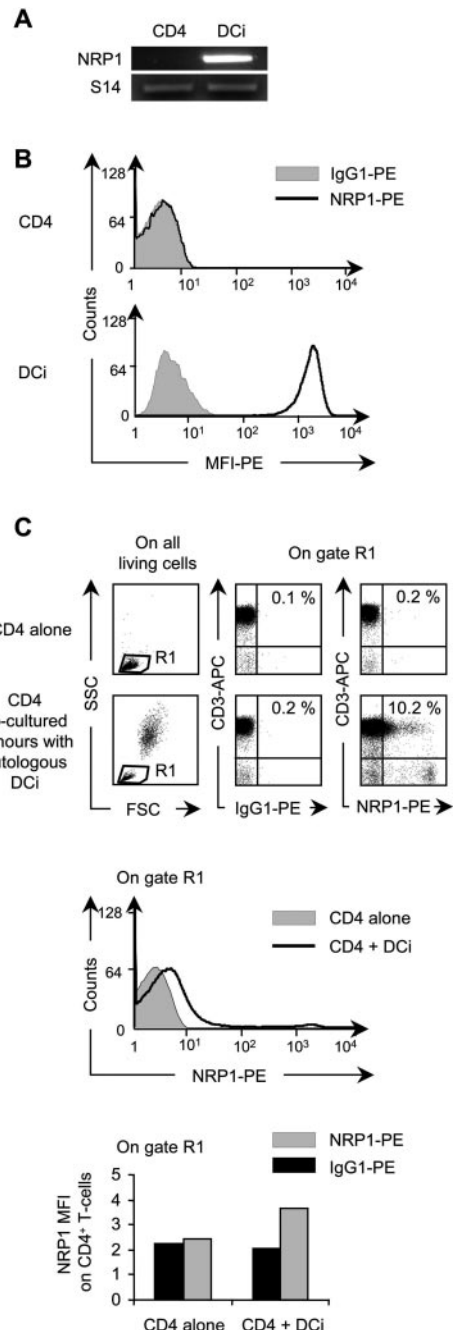 A
CD4 DCi
NRP1
S14
B
128
IgG1-PE
NRP1-PE
CD4
64
0
1 10¹ 10² 10³ 10⁴
Counts
128
DCi
64
0
1 10¹ 10² 10³ 10⁴
MFI-PE
C
On all
living cells
On gate R1
CD4 alone
SSC
R1
CD3-APC
0.1 %
CD3-APC
0.2 %
CD4
-cultured
hours with
utologous
DCi
R1
0.2 %
10.2 %
FSC
IgG1-PE
NRP1-PE
On gate R1
128
CD4 alone
CD4 + DCi
Counts
64
0
1 10¹ 10² 10³ 10⁴
NRP1-PE
On gate R1
NRP1-PE
IgG1-PE
NRP1 MFI
on CD4⁺ T-cells
5
4
3
2
1
0
CD4 alone CD4 + DCi